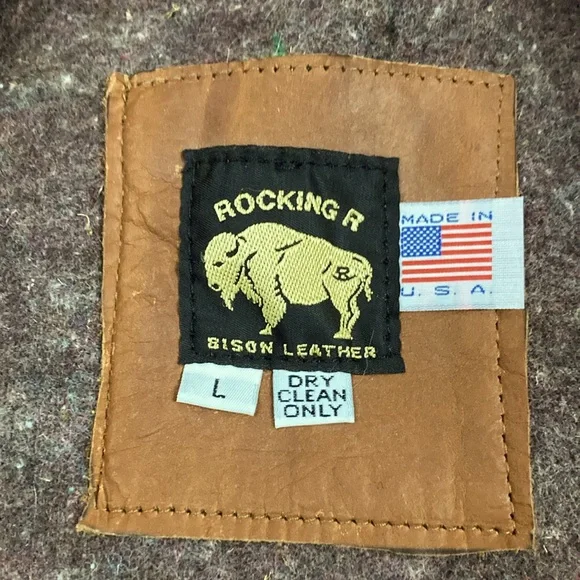 ROCKING R
R
BISON LEATHER
MADE IN
U. S. A.
L
DRY
CLEAN
ONLY